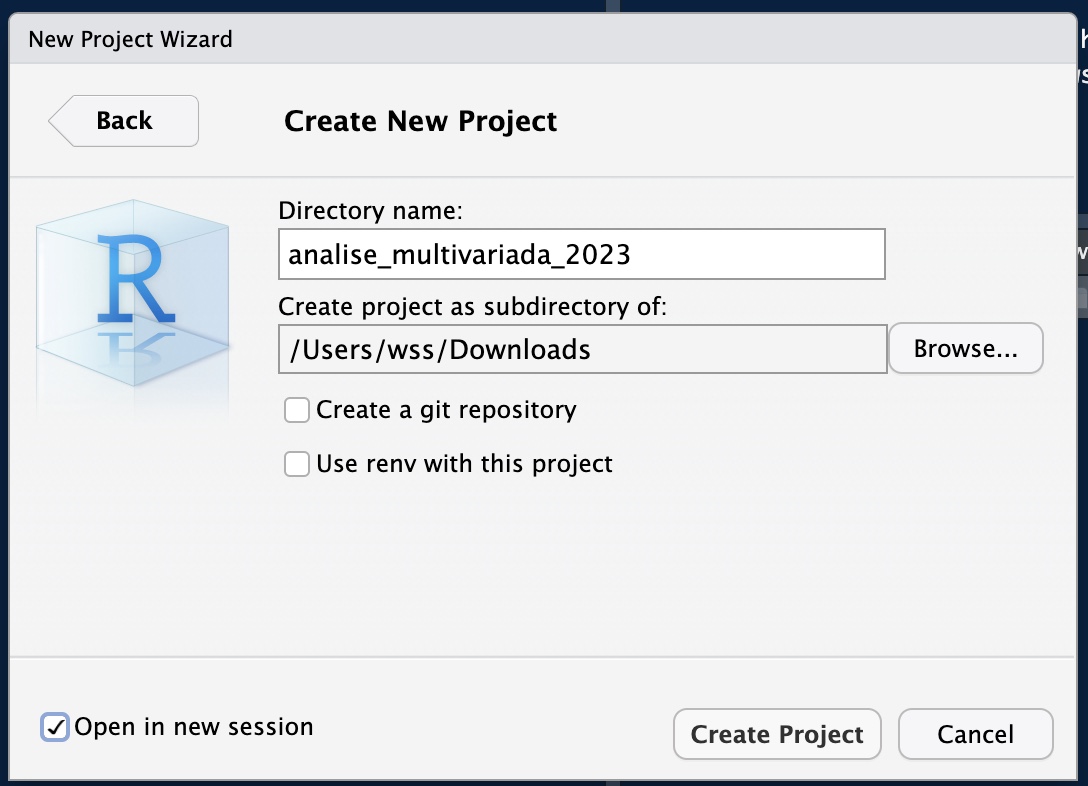 New Project Wizard
Back
Create New Project
R
Directory name:
analise_multivariada_2023
Create project as subdirectory of:
/Users/wss/Downloads
Browse...
Create a git repository
Use renv with this project
Open in new session
Create Project
Cancel